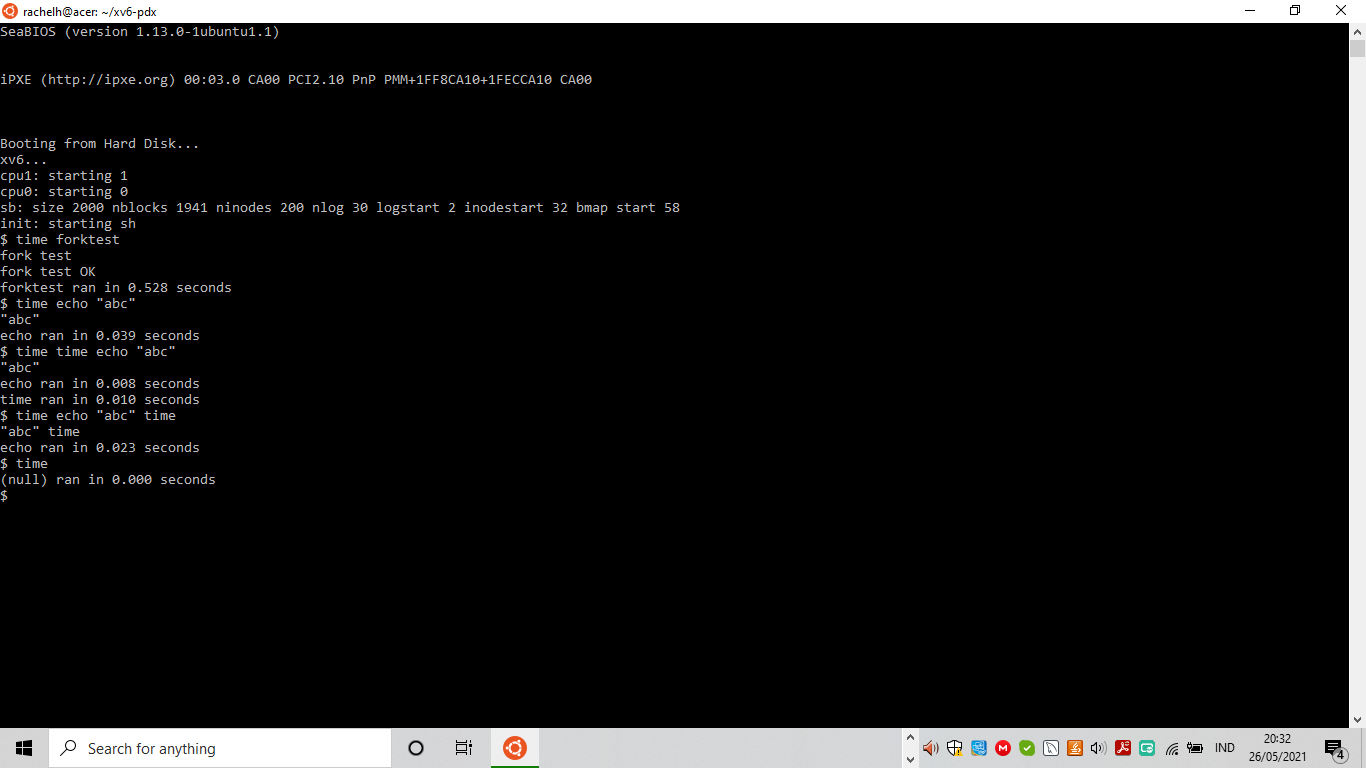 rachelh@acer: ~/xv6-pdx
SeaBIOS (version 1.13.0-1ubuntu1.1)
iPXE (http://ipxe.org) 00:03.0 CA00 PCI2.10 PnP PMM+1FF8CA10+1FECCA10 CA00
Booting from Hard Disk...
xv6...
cpu1: starting 1
cpu0: starting 0
sb: size 2000 nblocks 1941 ninodes 200 nlog 30 logstart 2 inodestart 32 bmap start 58
init: starting sh
$ time forktest
fork test
fork test OK
forktest ran in 0.528 seconds
$ time echo "abc"
"abc"
echo ran in 0.039 seconds
$ time time echo "abc"
"abc"
echo ran in 0.008 seconds
time ran in 0.010 seconds
$ time echo "abc" time
"abc" time
echo ran in 0.023 seconds
$ time
(null) ran in 0.000 seconds
$
Search for anything
IND
20:32
26/05/2021
4